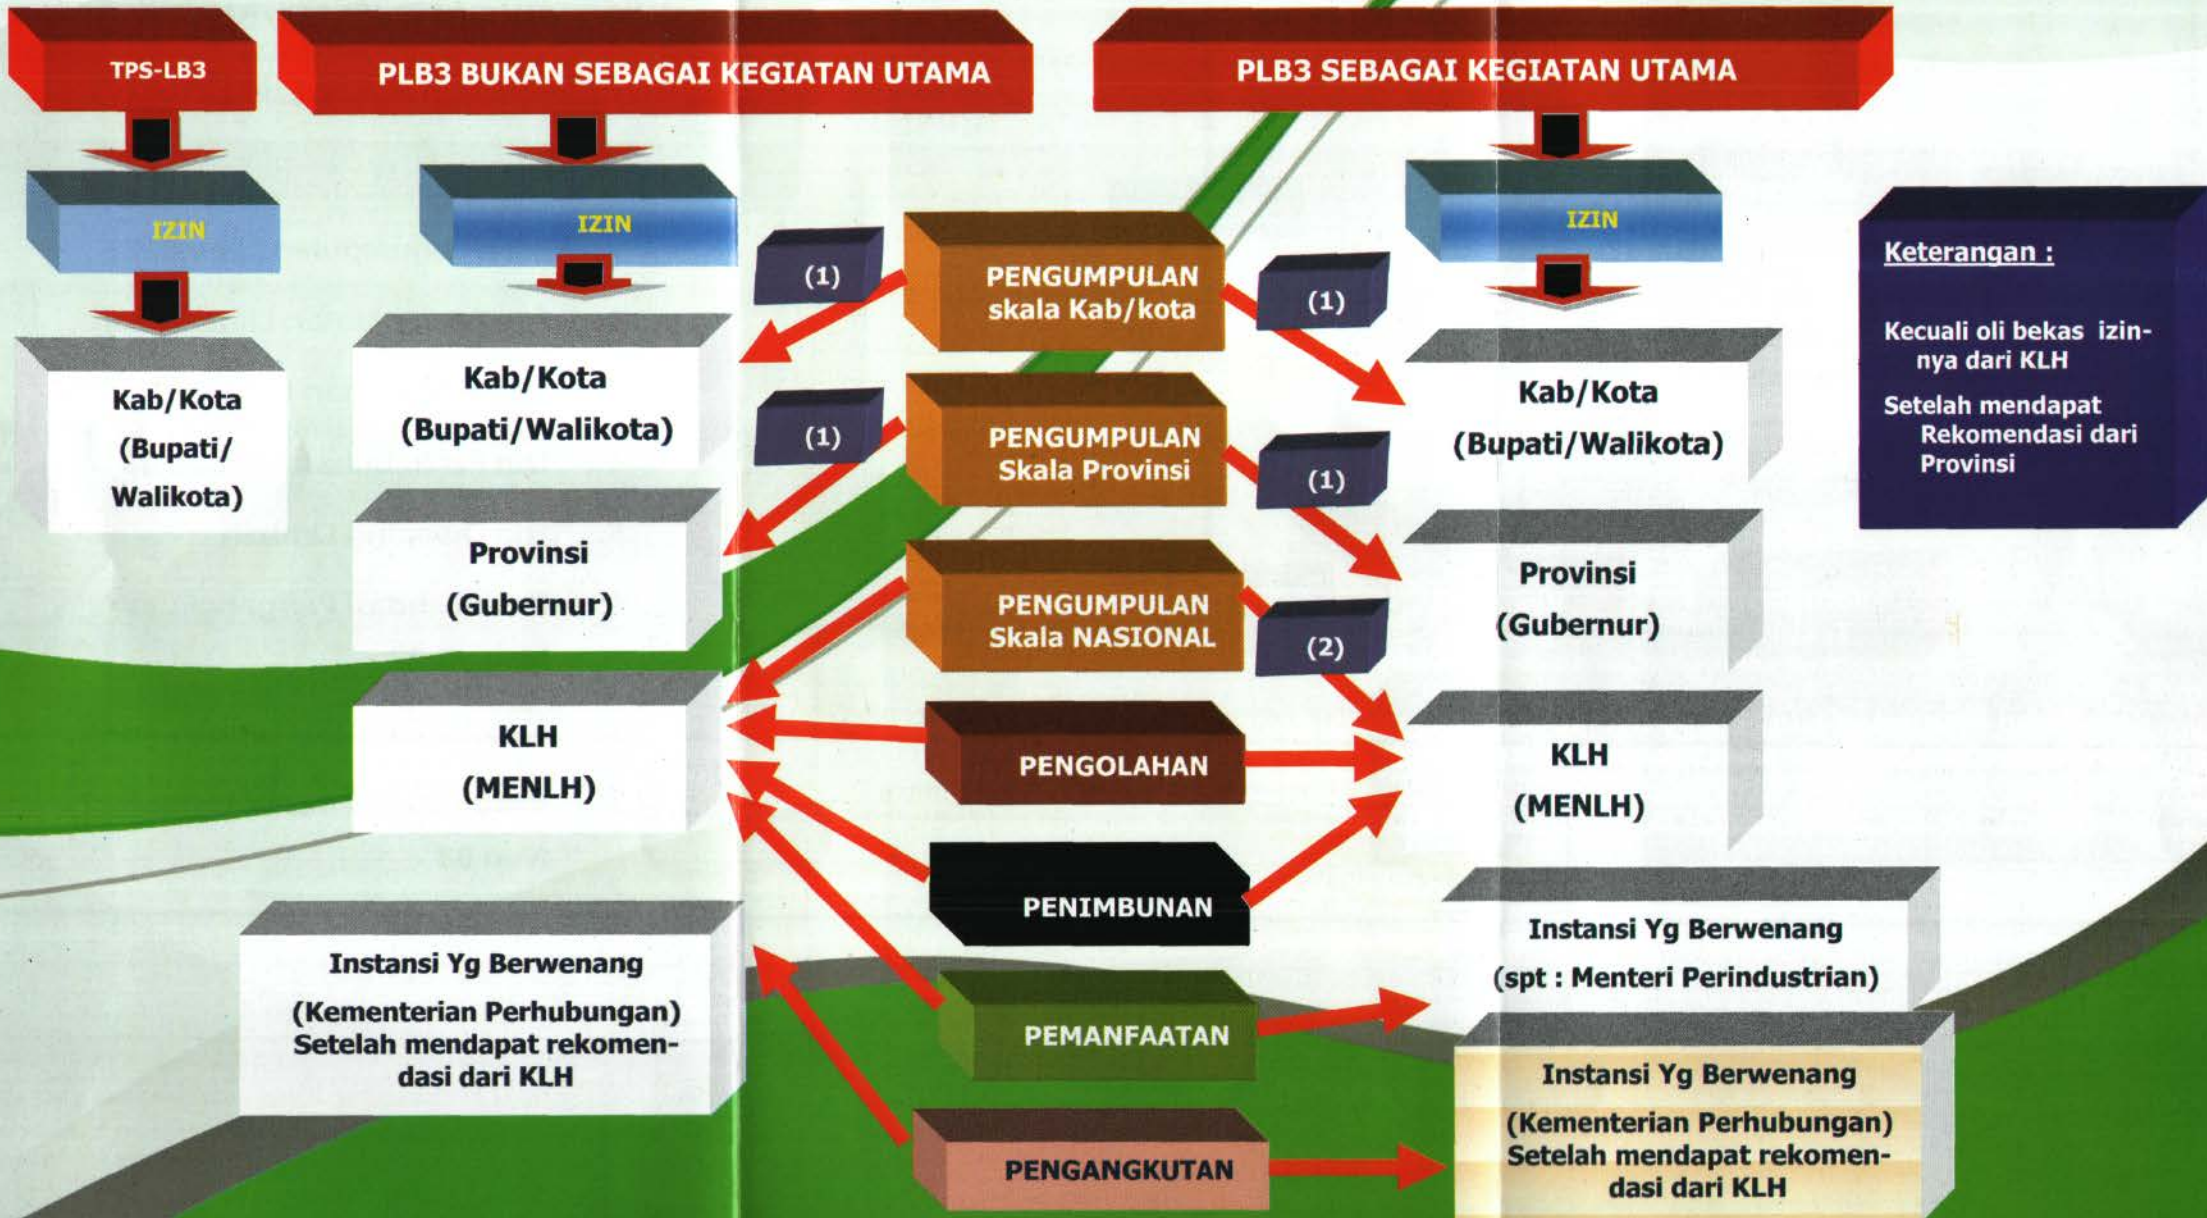 TPS-LB3
PLB3 BUKAN SEBAGAI KEGIATAN UTAMA
PLB3 SEBAGAI KEGIATAN UTAMA
IZIN
IZIN
IZIN
Kab/Kota
(Bupati/
Walikota)
Kab/Kota
(Bupati/Walikota)
Provinsi
(Gubernur)
KLH
(MENLH)
Instansi Yg Berwenang
(Kementerian Perhubungan)
Setelah mendapat rekomen-
dasi dari KLH
(1)
(1)
PENGUMPULAN
skala Kab/kota
PENGUMPULAN
Skala Provinsi
PENGUMPULAN
Skala NASIONAL
PENGOLAHAN
PENIMBUNAN
PEMANFAATAN
PENGANGKUTAN
(1)
(1)
(2)
Kab/Kota
(Bupati/Walikota)
Provinsi
(Gubernur)
KLH
(MENLH)
Instansi Yg Berwenang
(spt : Menteri Perindustrian)
Instansi Yg Berwenang
(Kementerian Perhubungan)
Setelah mendapat rekomen-
dasi dari KLH
Keterangan :
Kecuali oli bekas izin-
nya dari KLH
Setelah mendapat
Rekomendasi dari
Provinsi